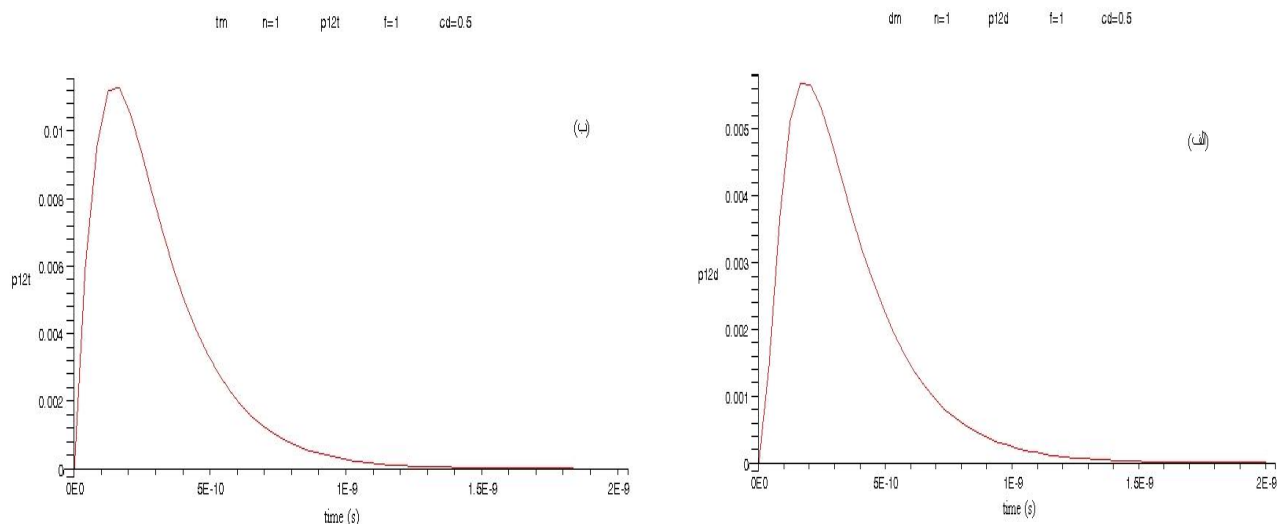 tm n=1 p12t f=1 cd=0.5
(ب)
0.01
0.008
0.006
p12t
0.004
0.002
0
0E0 5E-10 1E-9 1.5E-9 2E-9
time (s)
dm n=1 p12d f=1 cd=0.5
(الف)
0.005
0.004
0.003
p12d
0.002
0.001
0
0E0 5E-10 1E-9 1.5E-9 2E-9
time (s)